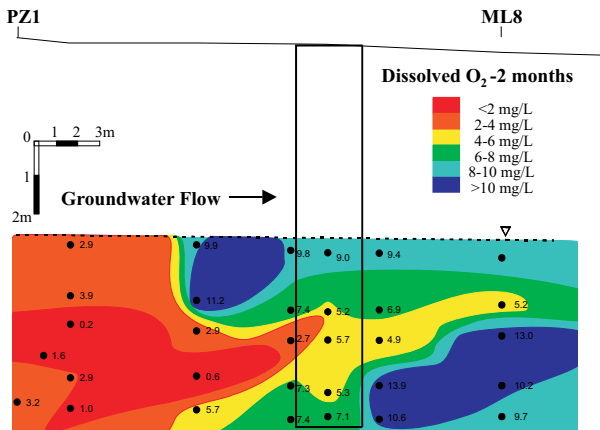 PZ1 ML8
Dissolved O2-2 months
<2 mg/L
2-4 mg/L
4-6 mg/L
6-8 mg/L
8-10 mg/L
>10 mg/L
0 1 2 3m
1
2m
Groundwater Flow
2.9 9.9 9.8 9.0 9.4
3.9 11.2 7.4 5.2 6.9 5.2
0.2 2.9 2.7 5.7 4.9 13.0
1.6
2.9 0.6 7.3 5.3 13.9 10.2
3.2 1.0 5.7 7.4 7.1 10.6 9.7